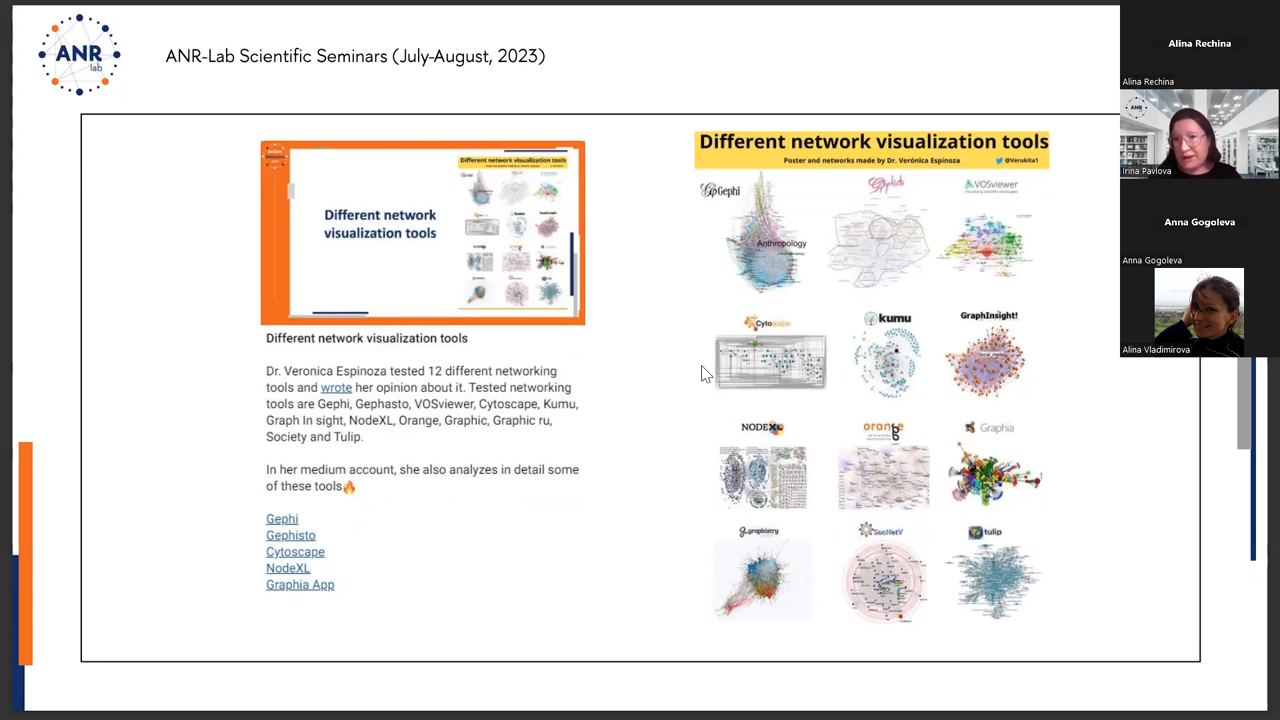 ANR
lab
ANR-Lab Scientific Seminars (July-August, 2023)
Different network visualization tools
Different network
visualization tools
Different network visualization tools
Dr. Veronica Espinoza tested 12 different networking
tools and wrote her opinion about it. Tested networking
tools are Gephi, Gephasto, VOSviewer, Cytoscape, Kumu,
Graph In sight, NodeXL, Orange, Graphic, Graphic ru,
Society and Tulip.
In her medium account, she also analyzes in detail some
of these tools🔥
Gephi
Gephisto
Cytoscape
NodeXL
Graphia App
Different network visualization tools
Poster and networks made by Dr. Verónica Espinoza
@Verukita1
Gephi
Gephisto
VOSviewer
Anthropology
Cytoscape
kumu
GraphInsight!
Social media
NODEXL
orange
Graphia
graphistry
SocNetV
tulip
Alina Rechina
Alina Rechina
ANR
Irina Pavlova
Anna Gogoleva
Anna Gogoleva
Alina Vladimirova